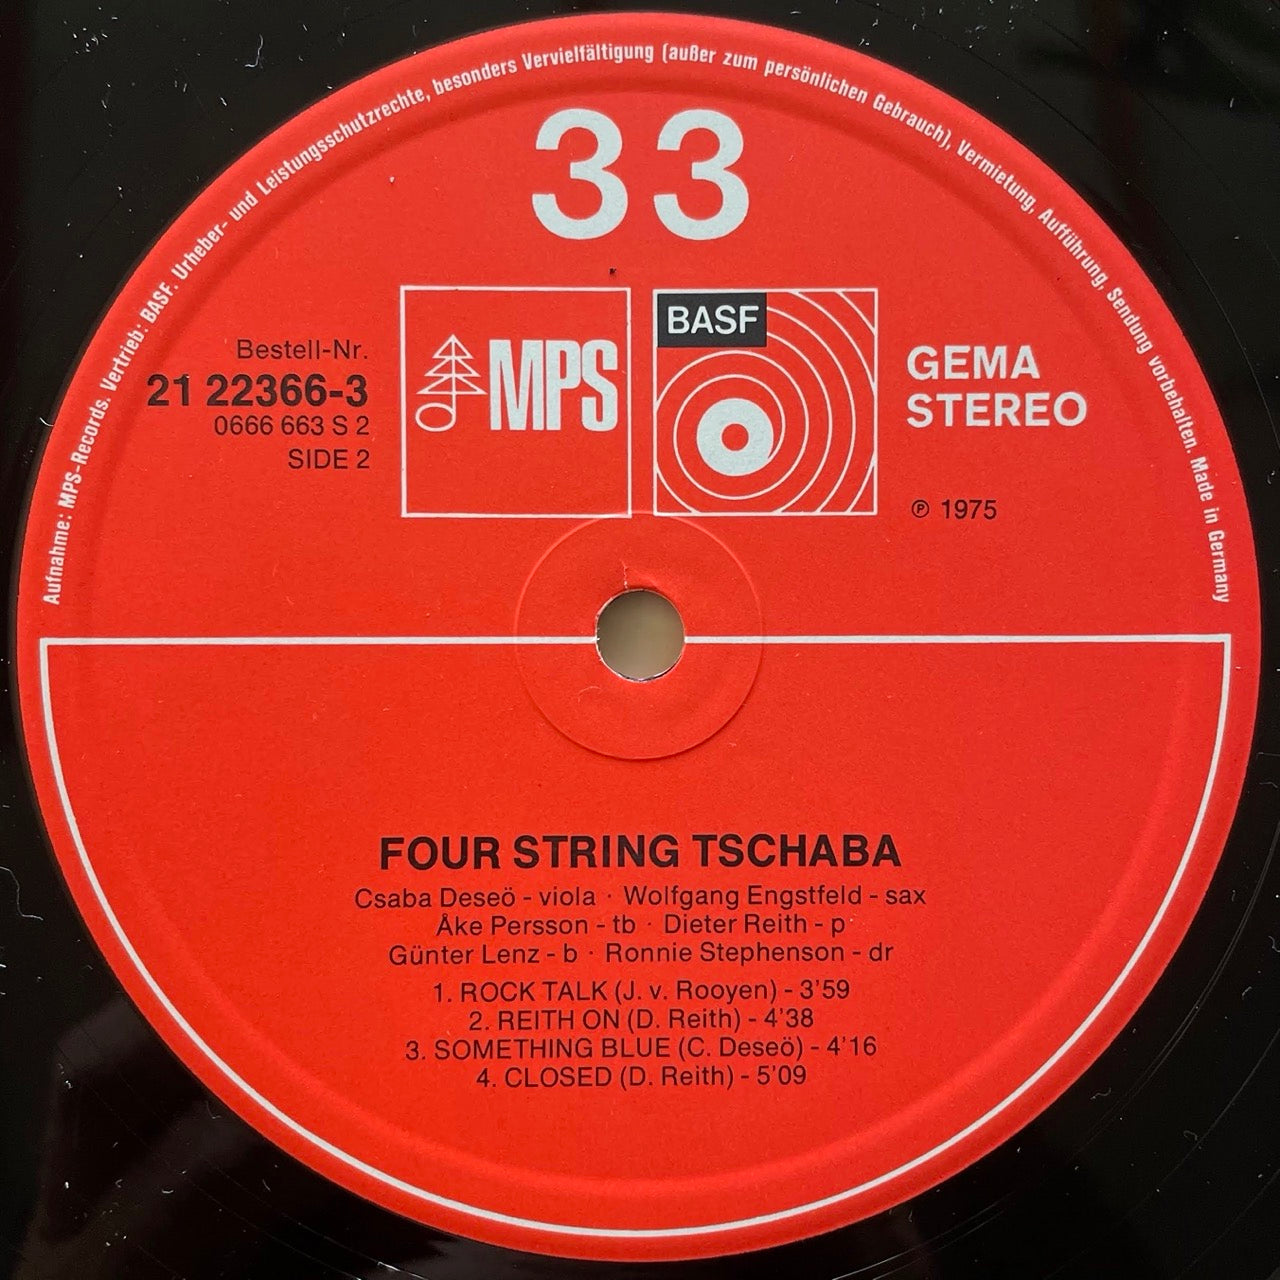 Aufnahme: MPS-Records. Vertrieb: BASF. Urheber- und Leistungsschutzrechte, besonders Vervielfältigung (außer zum persönlichen Gebrauch), Vermietung, Aufführung, Sendung vorbehalten. Made in Germany
33
Bestell-Nr.
21 22366-3
0666 663 S 2
SIDE 2
MPS
BASF
GEMA
STEREO
℗ 1975
FOUR STRING TSCHABA
Csaba Deseö - viola · Wolfgang Engstfeld - sax
Åke Persson - tb · Dieter Reith - p
Günter Lenz - b · Ronnie Stephenson - dr
1. ROCK TALK (J. v. Rooyen) - 3'59
2. REITH ON (D. Reith) - 4'38
3. SOMETHING BLUE (C. Deseö) - 4'16
4. CLOSED (D. Reith) - 5'09